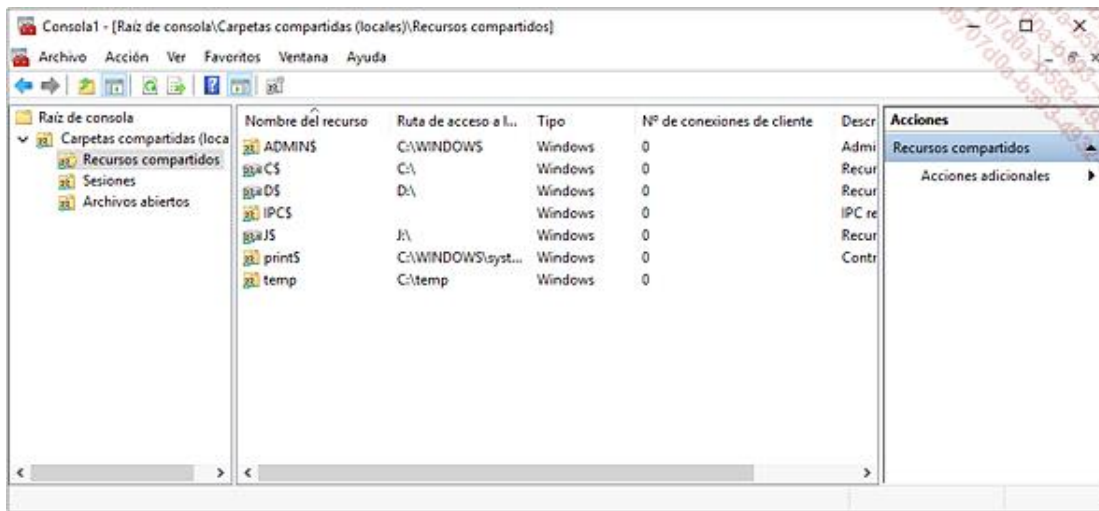 Consola1 - [Raíz de consola\Carpetas compartidas (locales)\Recursos compartidos]
Archivo Acción Ver Favoritos Ventana Ayuda
Raíz de consola
Carpetas compartidas (loca
Recursos compartidos
Sesiones
Archivos abiertos
Nombre del recurso Ruta de acceso a l... Tipo Nº de conexiones de cliente Descr
ADMIN$ C:\WINDOWS Windows 0 Admi
C$ C:\ Windows 0 Recur
D$ D:\ Windows 0 Recur
IPC$ Windows 0 IPC re
J$ J:\ Windows 0 Recur
print$ C:\WINDOWS\syst... Windows 0 Contr
temp C:\temp Windows 0
Acciones
Recursos compartidos
Acciones adicionales